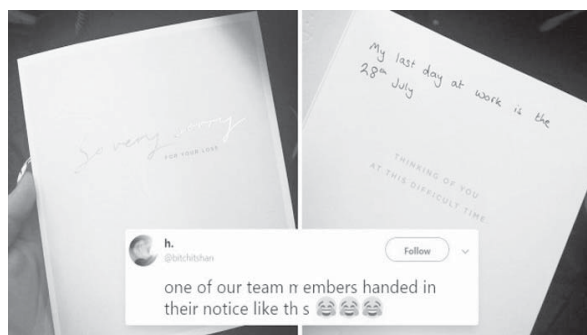 So very sorry
FOR YOUR LOSS
My last day at work is the
28th July
THINKING OF YOU
AT THIS DIFFICULT TIME
h.
@bitchitshan
Follow
one of our team m embers handed in
their notice like th s